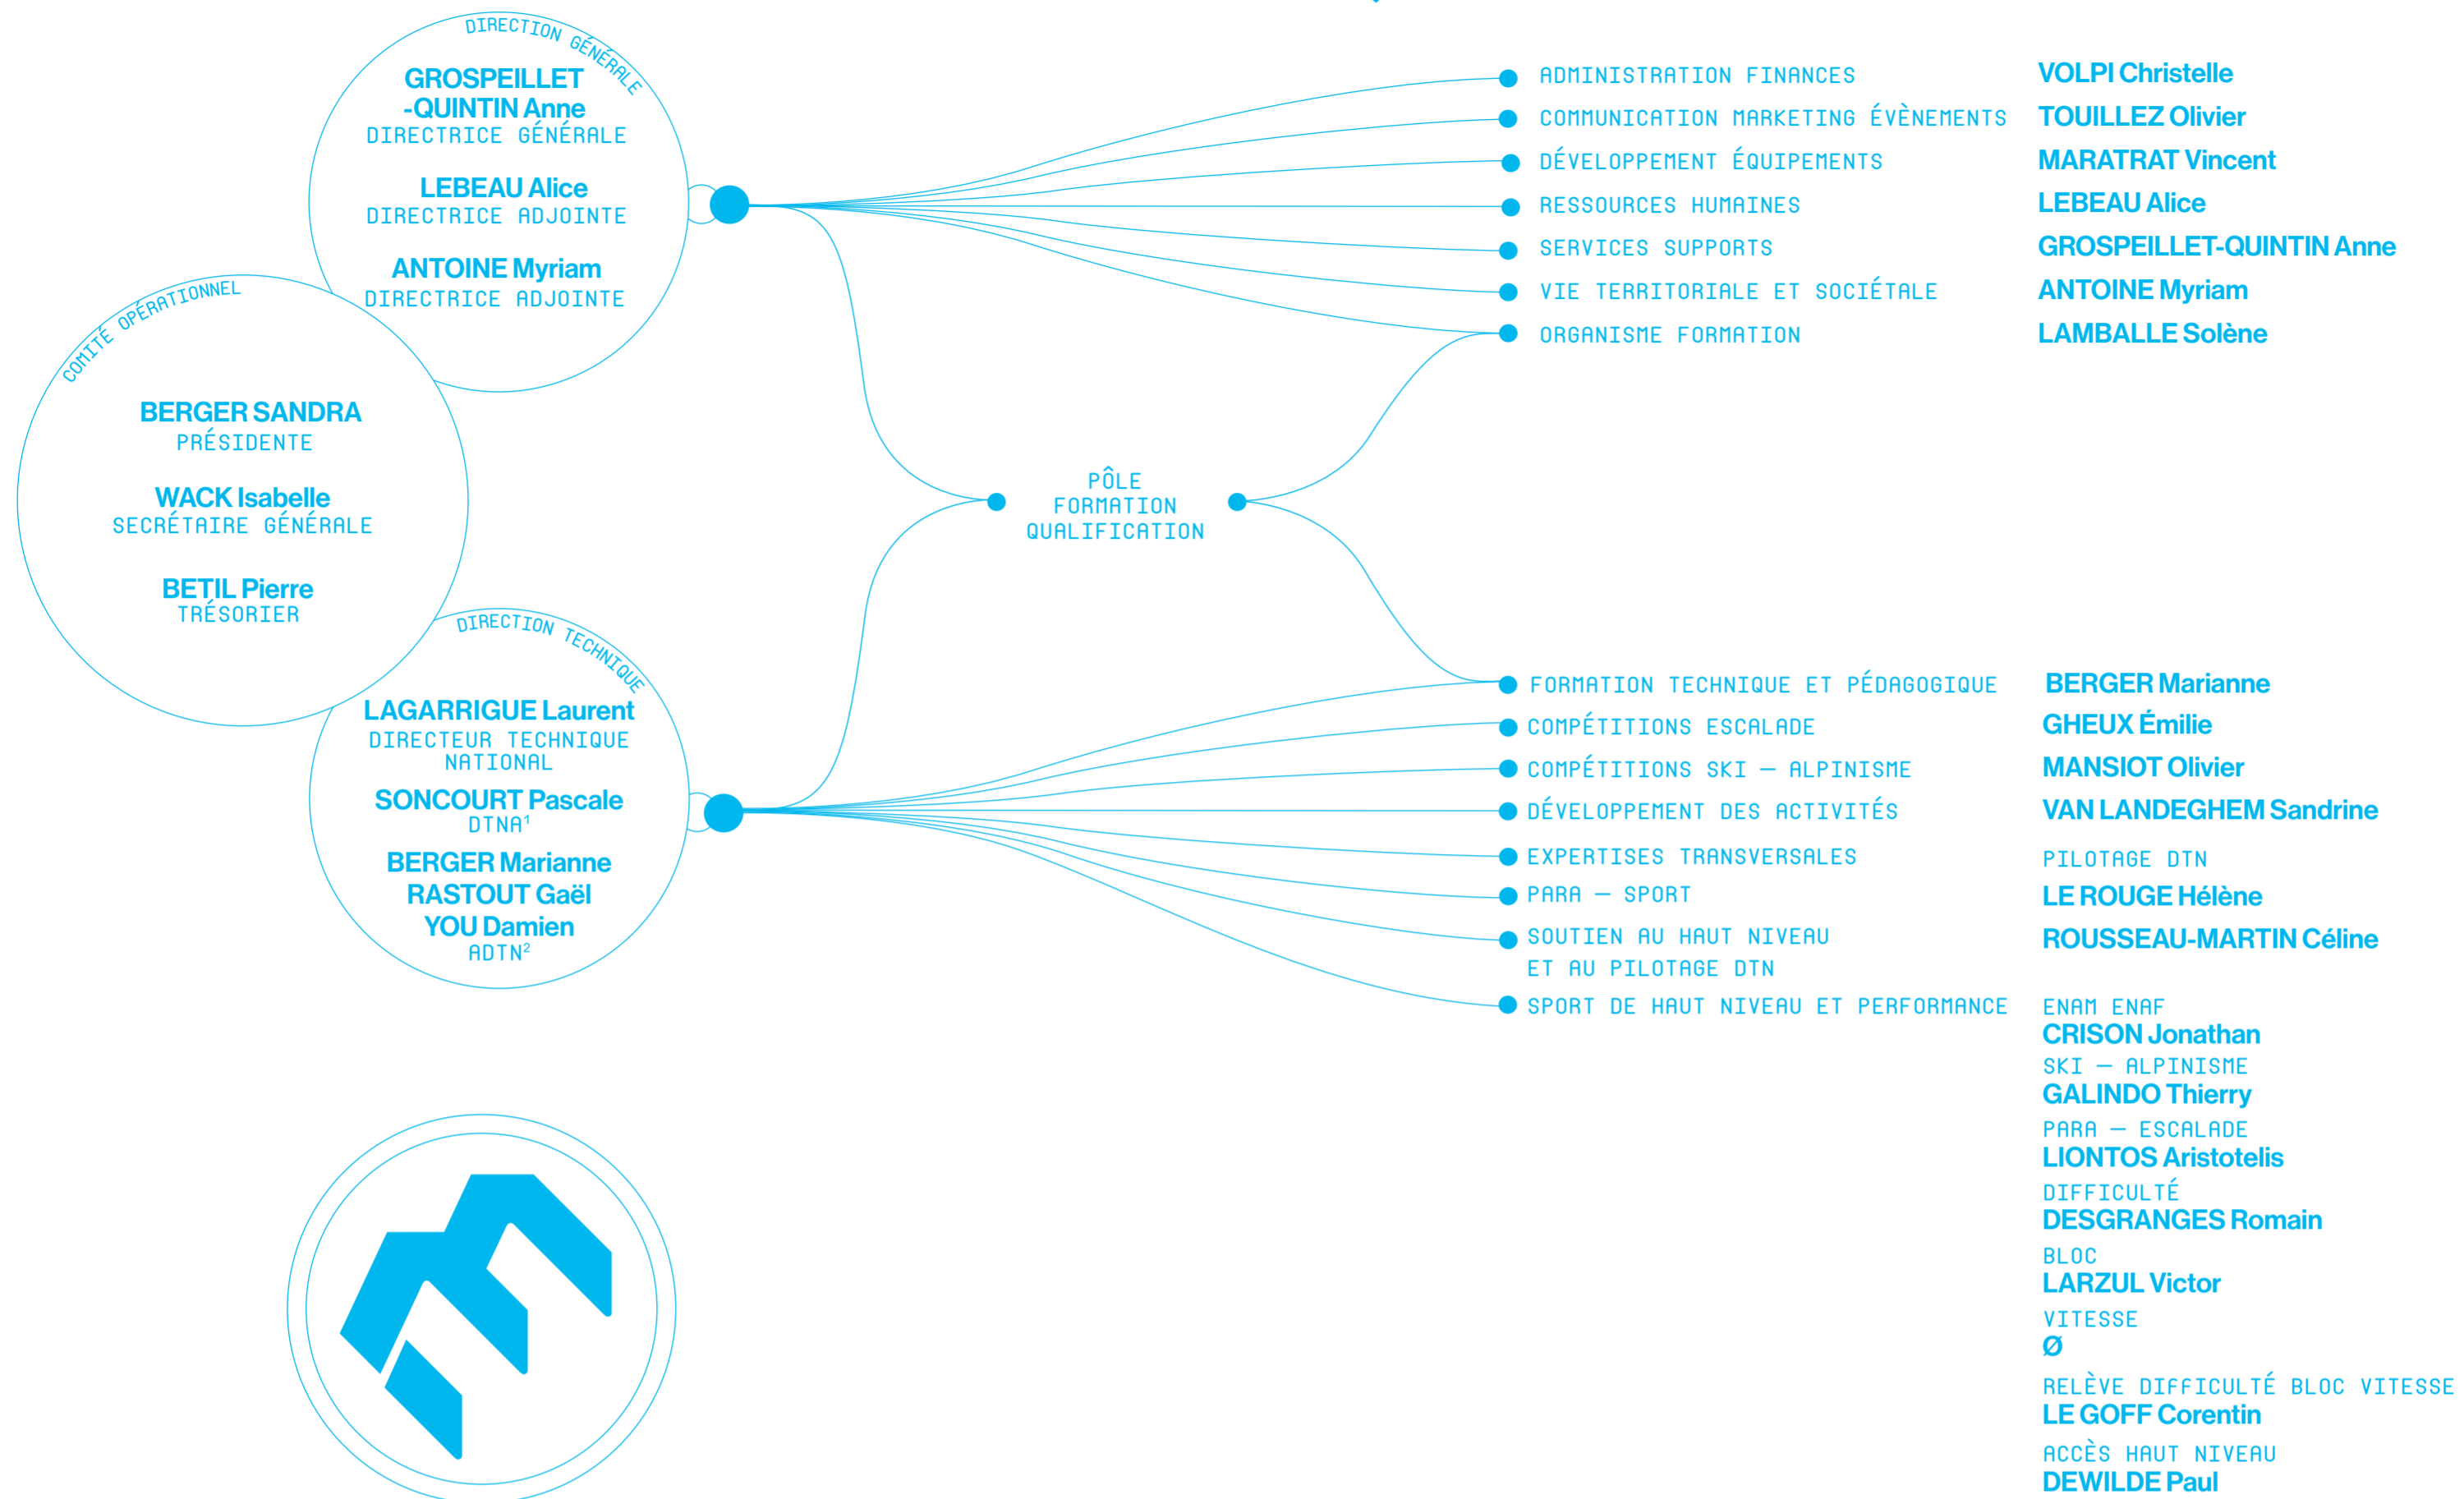 DIRECTION GÉNÉRALE
GROSPEILLET
-QUINTIN Anne
DIRECTRICE GÉNÉRALE
LEBEAU Alice
DIRECTRICE ADJOINTE
ANTOINE Myriam
DIRECTRICE ADJOINTE
COMITÉ OPÉRATIONNEL
BERGER SANDRA
PRÉSIDENTE
WACK Isabelle
SECRÉTAIRE GÉNÉRALE
BETIL Pierre
TRÉSORIER
DIRECTION TECHNIQUE
LAGARRIGUE Laurent
DIRECTEUR TECHNIQUE
NATIONAL
SONCOURT Pascale
DTNA¹
BERGER Marianne
RASTOUT Gaël
YOU Damien
ADTN²
PÔLE
FORMATION
QUALIFICATION
ADMINISTRATION FINANCES VOLPI Christelle
COMMUNICATION MARKETING ÉVÈNEMENTS TOUILLEZ Olivier
DÉVELOPPEMENT ÉQUIPEMENTS MARATRAT Vincent
RESSOURCES HUMAINES LEBEAU Alice
SERVICES SUPPORTS GROSPEILLET-QUINTIN Anne
VIE TERRITORIALE ET SOCIÉTALE ANTOINE Myriam
ORGANISME FORMATION LAMBALLE Solène
FORMATION TECHNIQUE ET PÉDAGOGIQUE BERGER Marianne
COMPÉTITIONS ESCALADE GHEUX Émilie
COMPÉTITIONS SKI — ALPINISME MANSIOT Olivier
DÉVELOPPEMENT DES ACTIVITÉS VAN LANDEGHEM Sandrine
EXPERTISES TRANSVERSALES PILOTAGE DTN
PARA — SPORT LE ROUGE Hélène
SOUTIEN AU HAUT NIVEAU ROUSSEAU-MARTIN Céline
ET AU PILOTAGE DTN
SPORT DE HAUT NIVEAU ET PERFORMANCE ENAM ENAF
CRISON Jonathan
SKI — ALPINISME
GALINDO Thierry
PARA — ESCALADE
LIONTOS Aristotelis
DIFFICULTÉ
DESGRANGES Romain
BLOC
LARZUL Victor
VITESSE
Ø
RELÈVE DIFFICULTÉ BLOC VITESSE
LE GOFF Corentin
ACCÈS HAUT NIVEAU
DEWILDE Paul